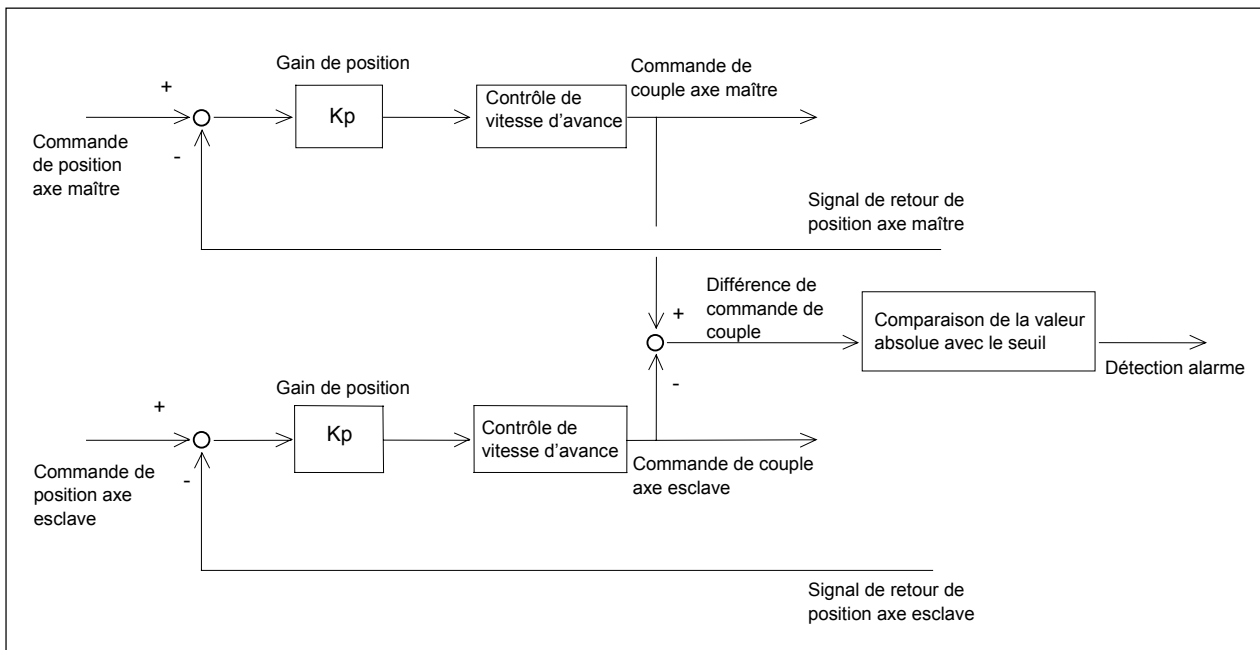 Gain de position
Commande de
couple axe maître
+
Kp
Contrôle de
vitesse d'avance
Commande
de position
axe maître
-
Signal de retour de
position axe maître
Différence de
commande de
couple
+
Comparaison de la valeur
absolue avec le seuil
Détection alarme
-
Gain de position
+
Kp
Contrôle de
vitesse d'avance
Commande de
position axe
esclave
-
Commande de couple
axe esclave
Signal de retour de
position axe esclave